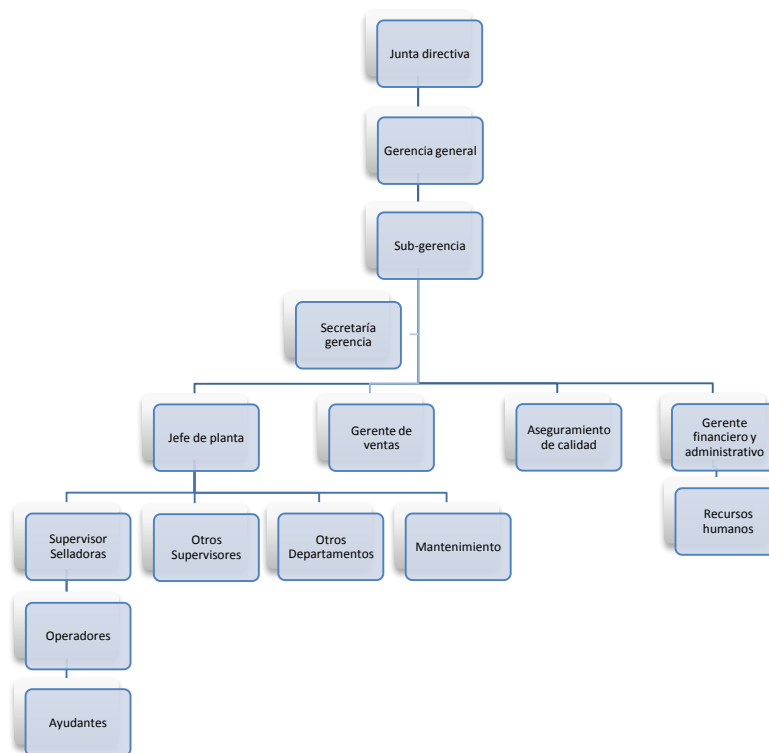 Junta directiva
Gerencia general
Sub-gerencia
Secretaría
gerencia
Jefe de planta
Gerente de
ventas
Aseguramiento
de calidad
Gerente
financiero y
administrativo
Supervisor
Selladoras
Otros
Supervisores
Otros
Departamentos
Mantenimiento
Recursos
humanos
Operadores
Ayudantes